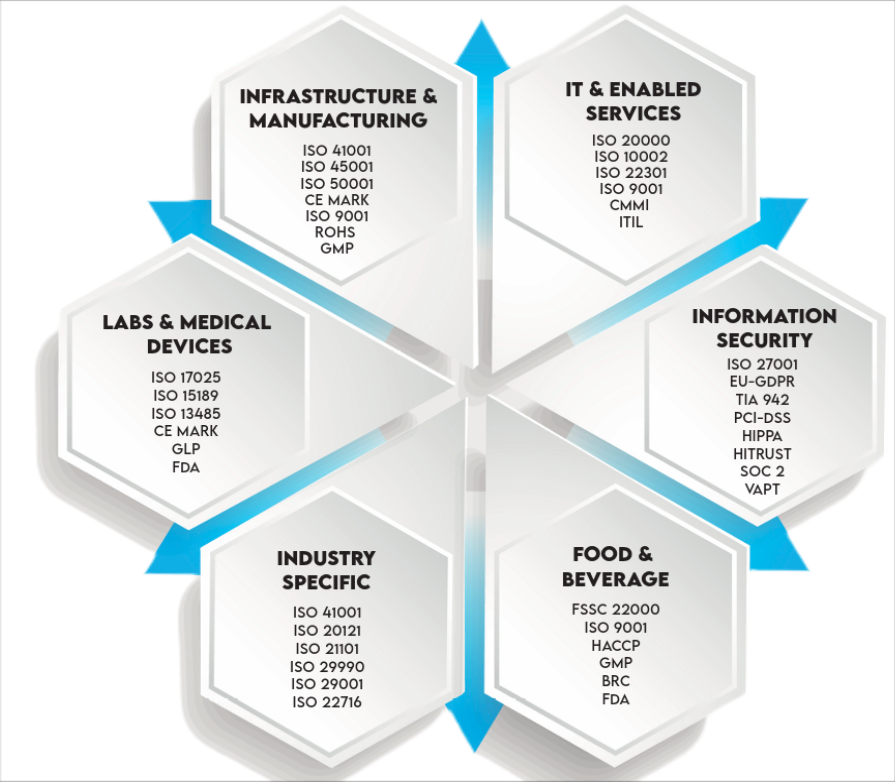 INFRASTRUCTURE &
MANUFACTURING
ISO 41001
ISO 45001
ISO 50001
CE MARK
ISO 9001
ROHS
GMP
IT & ENABLED
SERVICES
ISO 20000
ISO 10002
ISO 22301
ISO 9001
CMMI
ITIL
LABS & MEDICAL
DEVICES
ISO 17025
ISO 15189
ISO 13485
CE MARK
GLP
FDA
INFORMATION
SECURITY
ISO 27001
EU-GDPR
TIA 942
PCI-DSS
HIPPA
HITRUST
SOC 2
VAPT
INDUSTRY
SPECIFIC
ISO 41001
ISO 20121
ISO 21101
ISO 29990
ISO 29001
ISO 22716
FOOD &
BEVERAGE
FSSC 22000
ISO 9001
HACCP
GMP
BRC
FDA